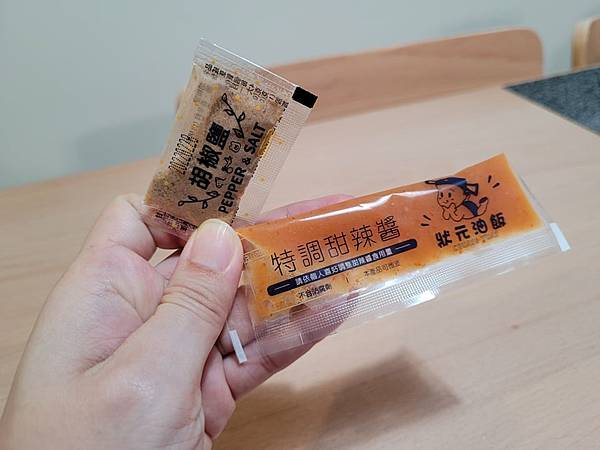 胡椒鹽
PEPPER & SALT
特調甜辣醬
請依個人喜好調整甜辣醬食用量
不含防腐劑
本產品可微波
狀元油飯